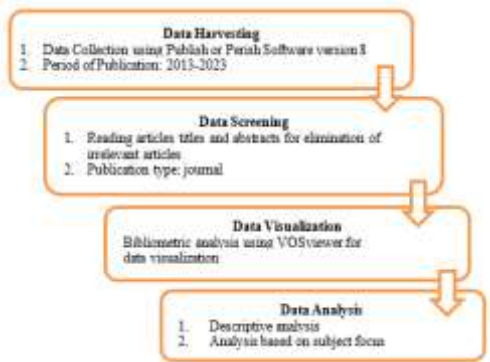 Data Harvesting
1. Data Collection using Publish or Perish Software version 8
2. Period of Publication: 2013-2023
Data Screening
1. Reading articles titles and abstracts for elimination of
irrelevant articles
2. Publication type: journal
Data Visualization
Bibliometric analysis using VOSviewer for
data visualization
Data Analysis
1. Descriptive analysis
2. Analysis based on subject focus